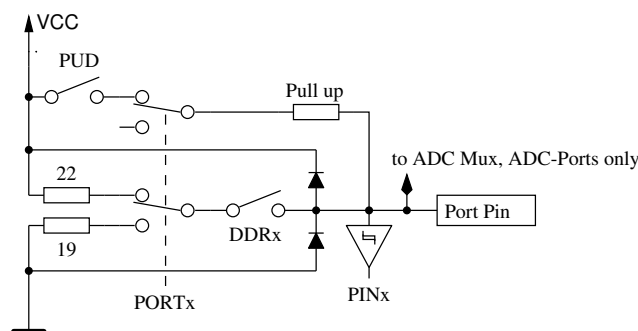 VCC
PUD
Pull up
to ADC Mux, ADC-Ports only
22
Port Pin
DDRx
19
PORTx
PINx